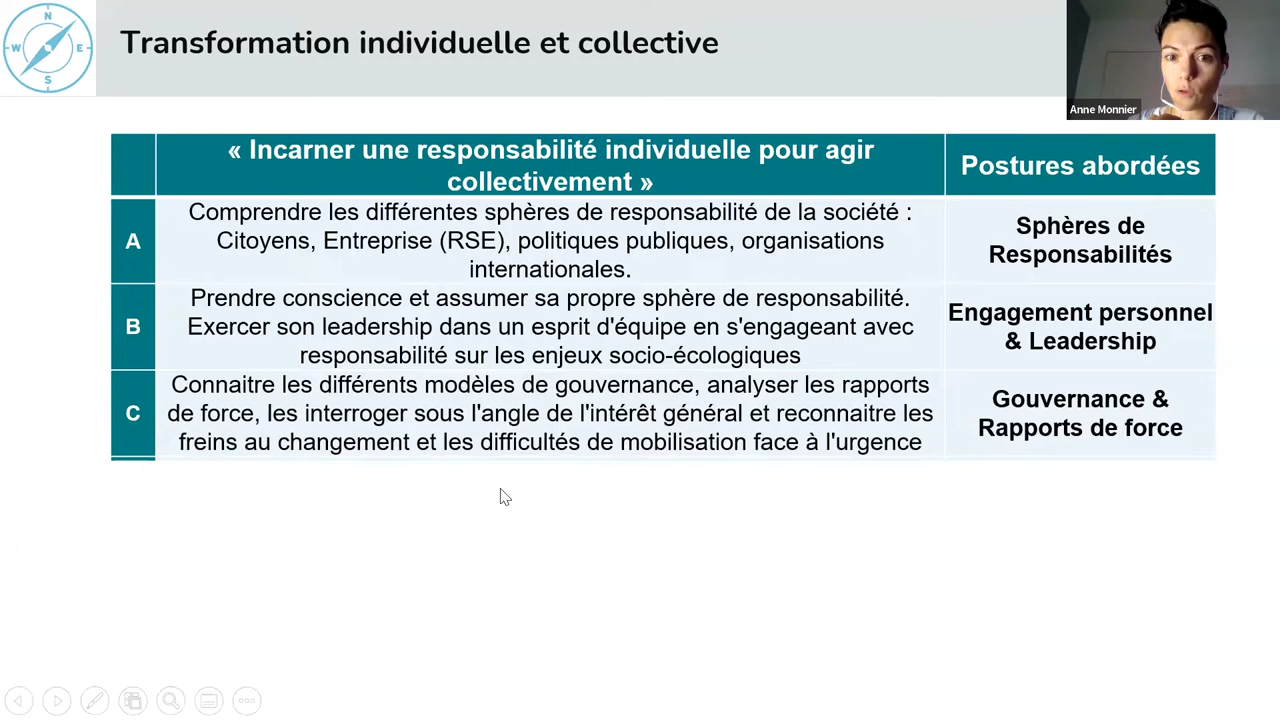 N
W E
S
Transformation individuelle et collective
Anne Monnier
« Incarner une responsabilité individuelle pour agir
collectivement »
Postures abordées
A
Comprendre les différentes sphères de responsabilité de la société :
Citoyens, Entreprise (RSE), politiques publiques, organisations
internationales.
Sphères de
Responsabilités
B
Prendre conscience et assumer sa propre sphère de responsabilité.
Exercer son leadership dans un esprit d'équipe en s'engageant avec
responsabilité sur les enjeux socio-écologiques
Engagement personnel
& Leadership
C
Connaitre les différents modèles de gouvernance, analyser les rapports
de force, les interroger sous l'angle de l'intérêt général et reconnaitre les
freins au changement et les difficultés de mobilisation face à l'urgence
Gouvernance &
Rapports de force